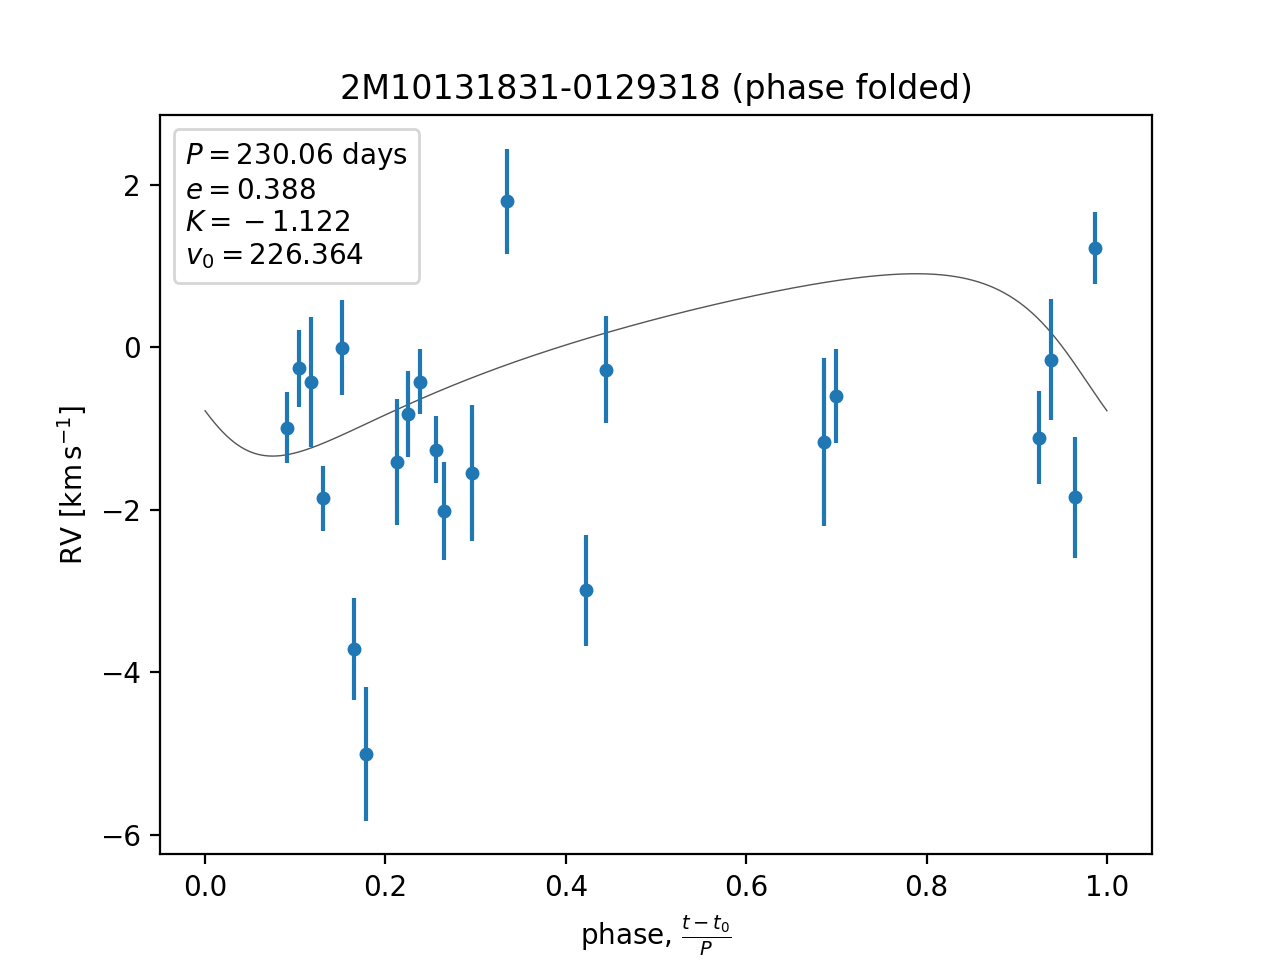 2M10131831-0129318 (phase folded)
P = 230.06 days
e = 0.388
K = −1.122
v₀ = 226.364
2
0
−2
−4
−6
RV [km s⁻¹]
0.0 0.2 0.4 0.6 0.8 1.0
phase, (t − t₀)/P